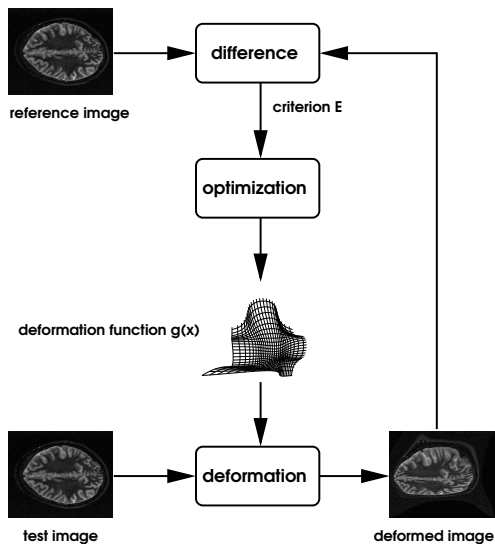 difference
reference image
criterion E
optimization
deformation function g(x)
deformation
test image
deformed image